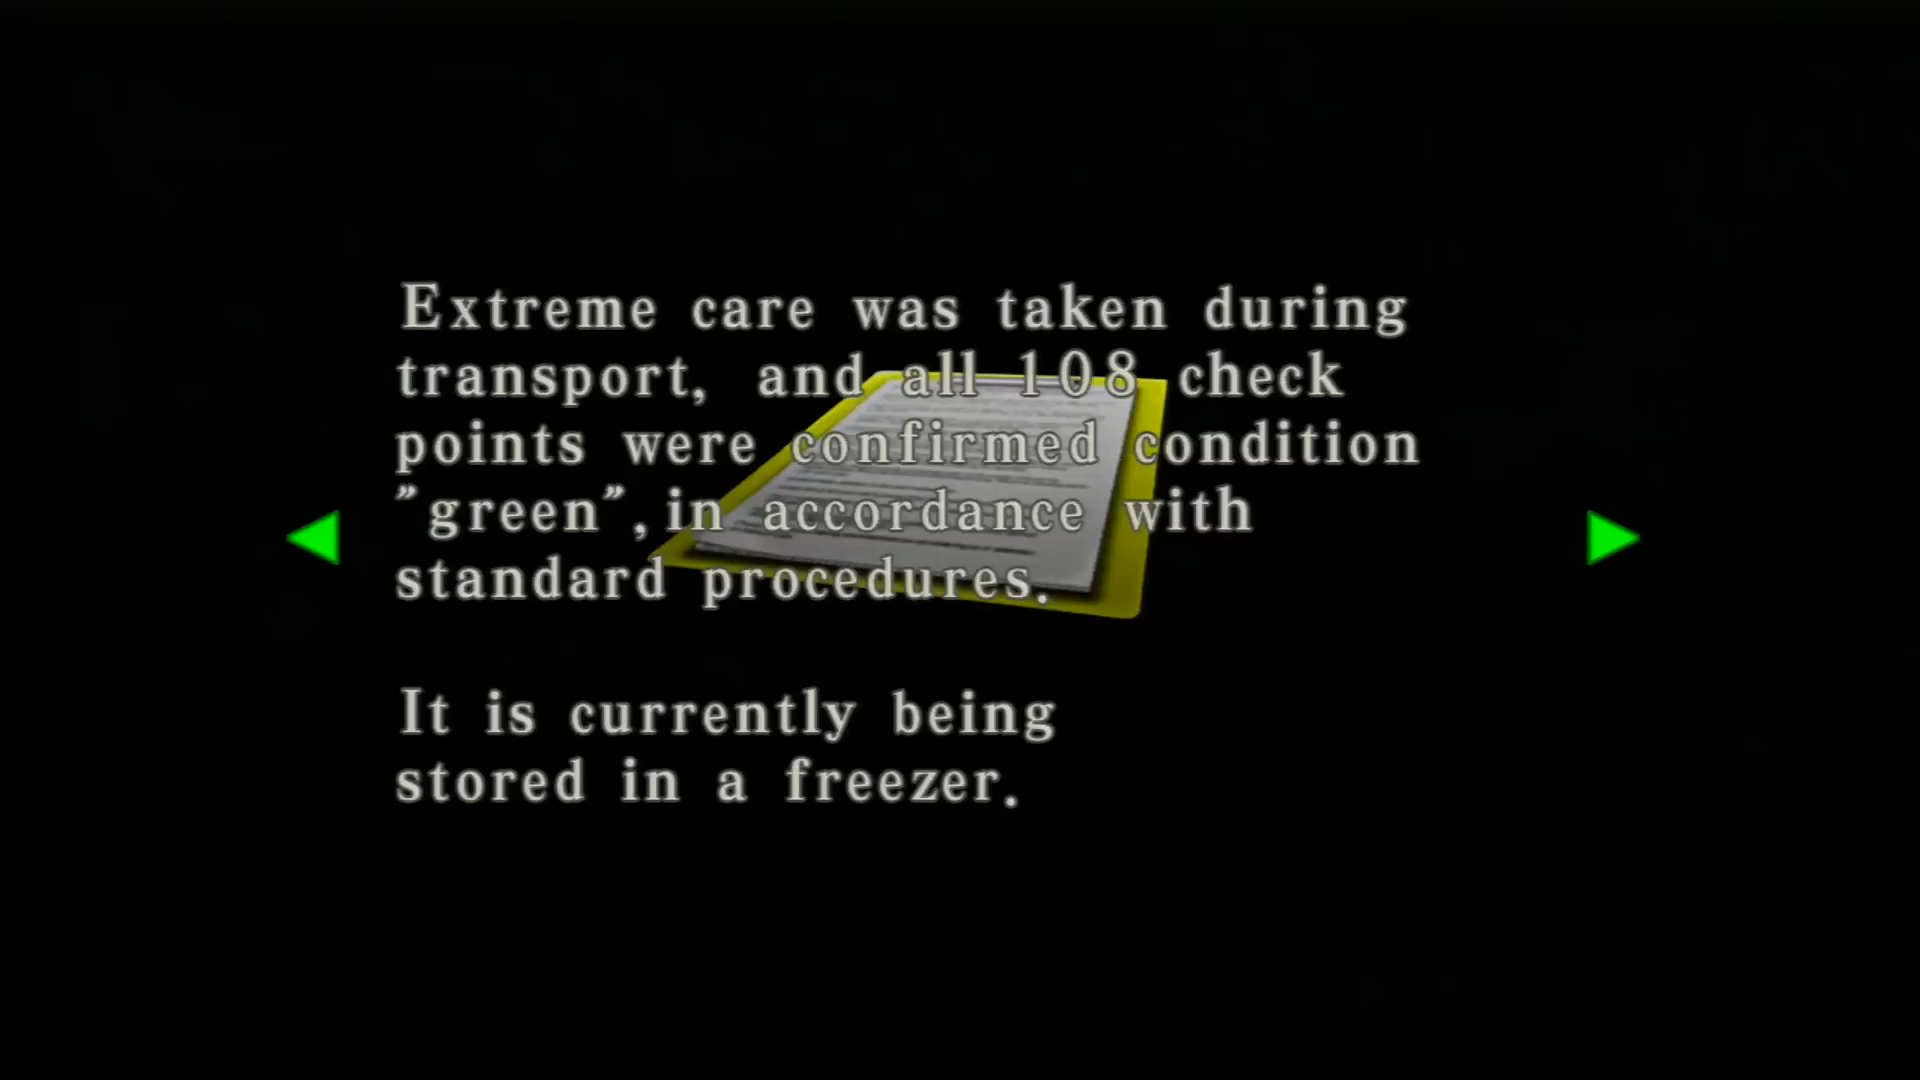 Extreme care was taken during
transport, and all 108 check
points were confirmed condition
"green", in accordance with
standard procedures.
It is currently being
stored in a freezer.